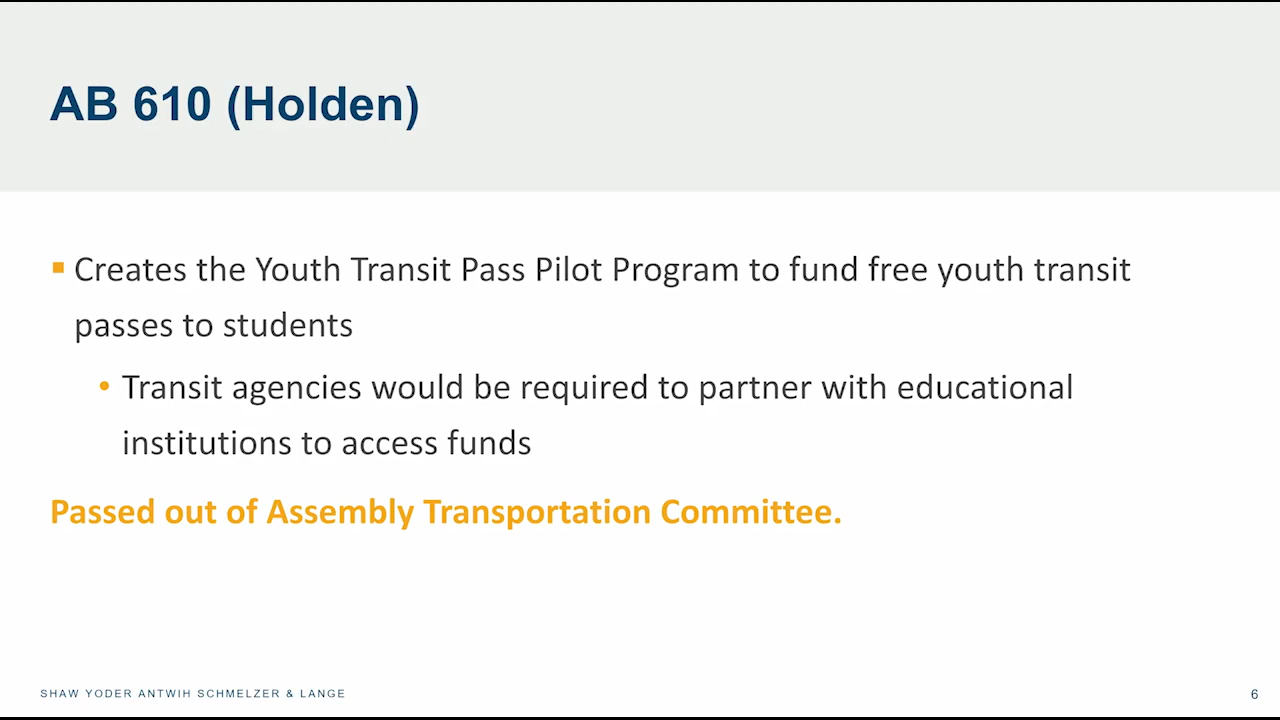 AB 610 (Holden)
Creates the Youth Transit Pass Pilot Program to fund free youth transit
passes to students
Transit agencies would be required to partner with educational
institutions to access funds
Passed out of Assembly Transportation Committee.
SHAW YODER ANTWIH SCHMELZER & LANGE
6